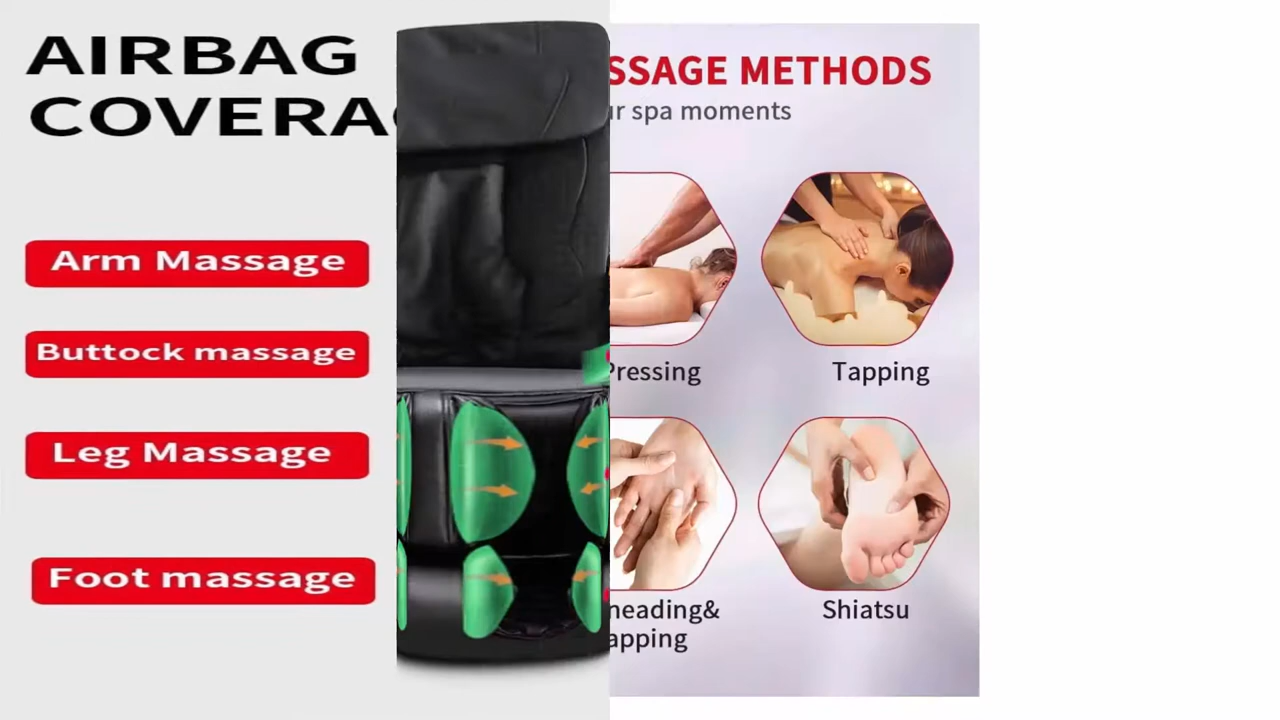 AIRBAG
COVERA
Arm Massage
Buttock massage
Leg Massage
Foot massage
SSAGE METHODS
ur spa moments
Pressing
Tapping
neading&
apping
Shiatsu